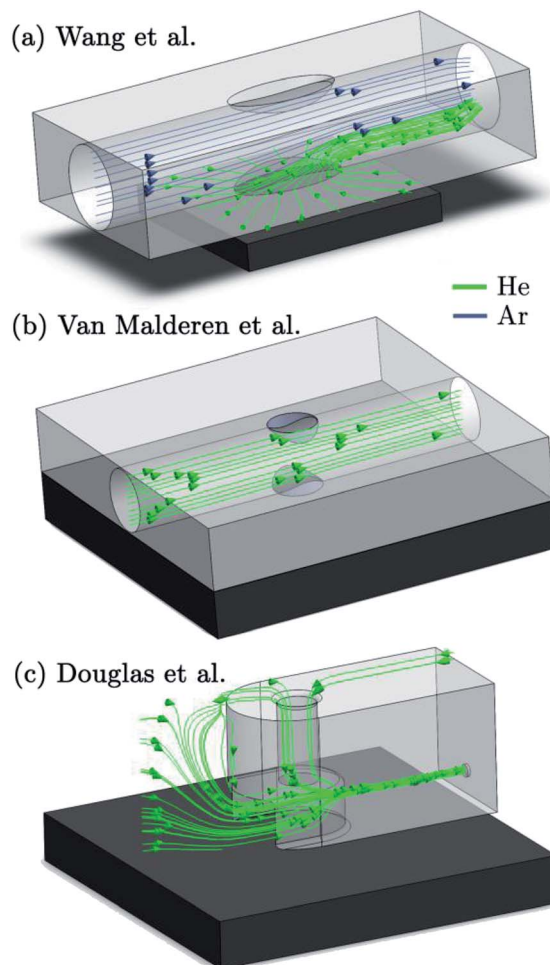 (a) Wang et al.
He
Ar
(b) Van Malderen et al.
(c) Douglas et al.